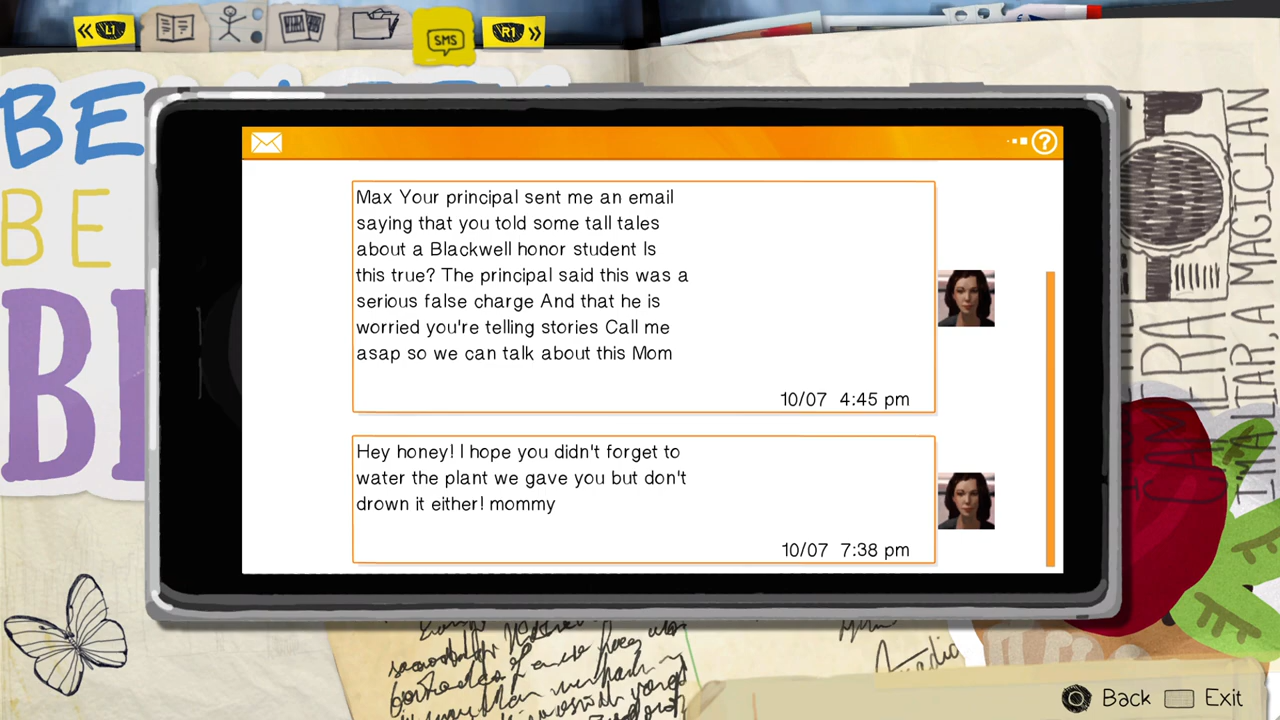 L1
SMS
R1
BE
BE
Max Your principal sent me an email
saying that you told some tall tales
about a Blackwell honor student Is
this true? The principal said this was a
serious false charge And that he is
worried you're telling stories Call me
asap so we can talk about this Mom
10/07 4:45 pm
Hey honey! I hope you didn't forget to
water the plant we gave you but don't
drown it either! mommy
10/07 7:38 pm
I'M A LIAR, A MAGICIAN
Back Exit